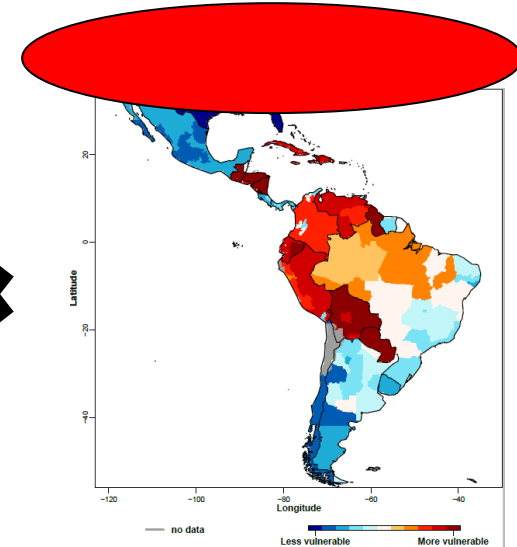 20
0
−20
−40
Latitude
−120 −100 −80 −60 −40
Longitude
no data
Less vulnerable More vulnerable